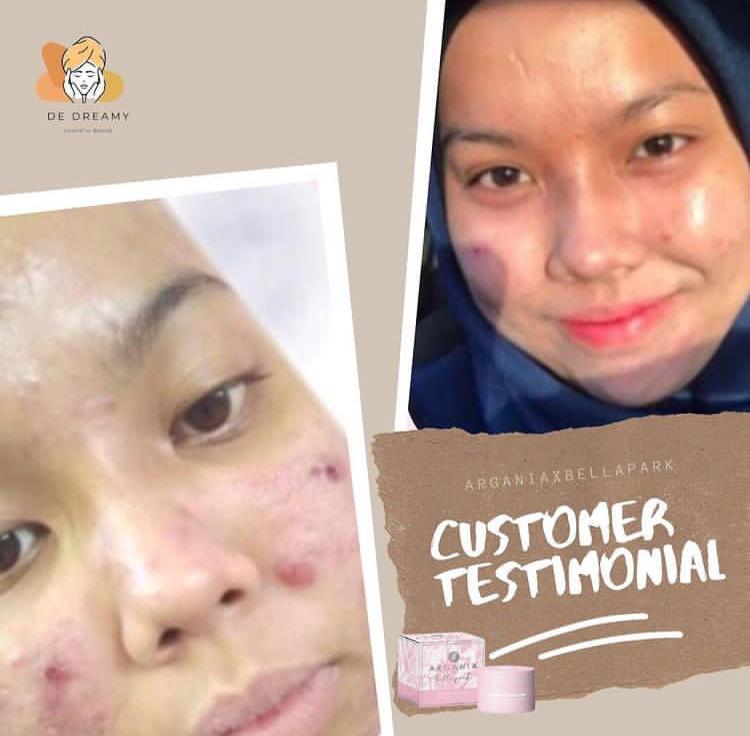 DE DREAMY
ARGANIAXBELLAPARK
CUSTOMER
TESTIMONIAL
ARGANIA